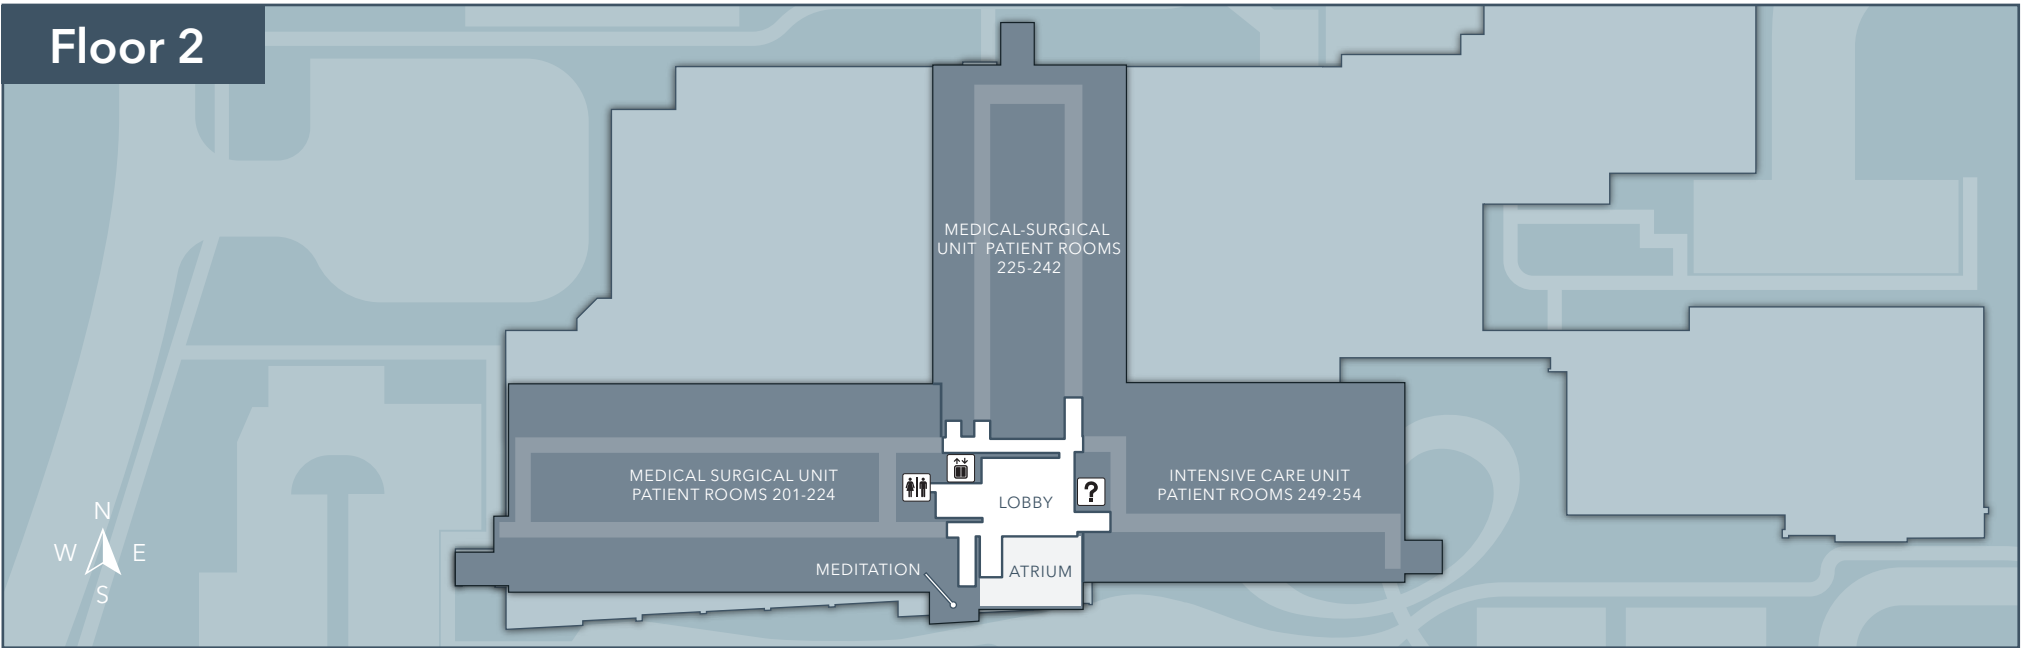 Floor 2
MEDICAL-SURGICAL
UNIT PATIENT ROOMS
225-242
MEDICAL SURGICAL UNIT
PATIENT ROOMS 201-224
INTENSIVE CARE UNIT
PATIENT ROOMS 249-254
?
LOBBY
N
W E
S
MEDITATION
ATRIUM